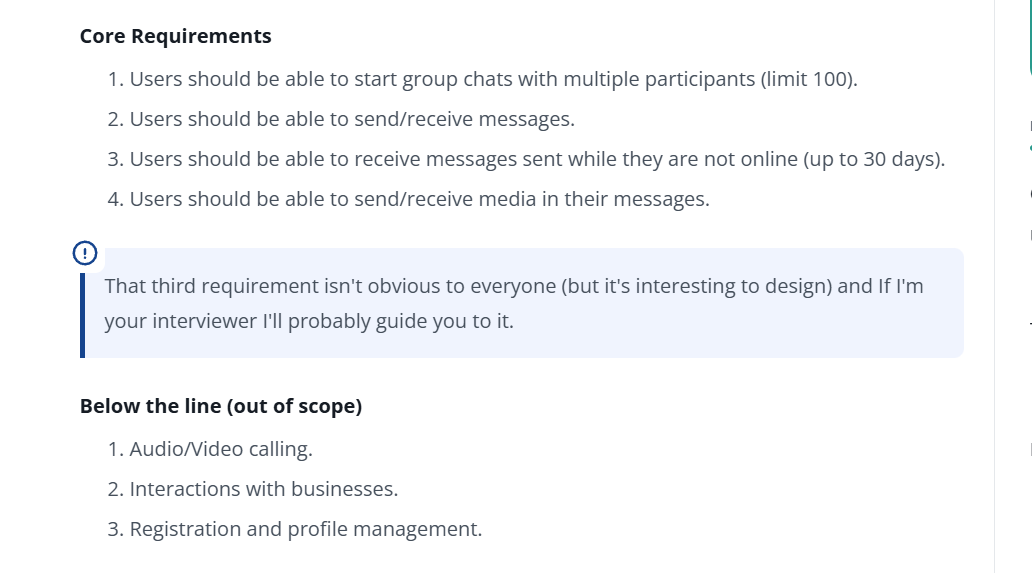 Core Requirements
1. Users should be able to start group chats with multiple participants (limit 100).
2. Users should be able to send/receive messages.
3. Users should be able to receive messages sent while they are not online (up to 30 days).
4. Users should be able to send/receive media in their messages.
That third requirement isn't obvious to everyone (but it's interesting to design) and If I'm
your interviewer I'll probably guide you to it.
Below the line (out of scope)
1. Audio/Video calling.
2. Interactions with businesses.
3. Registration and profile management.